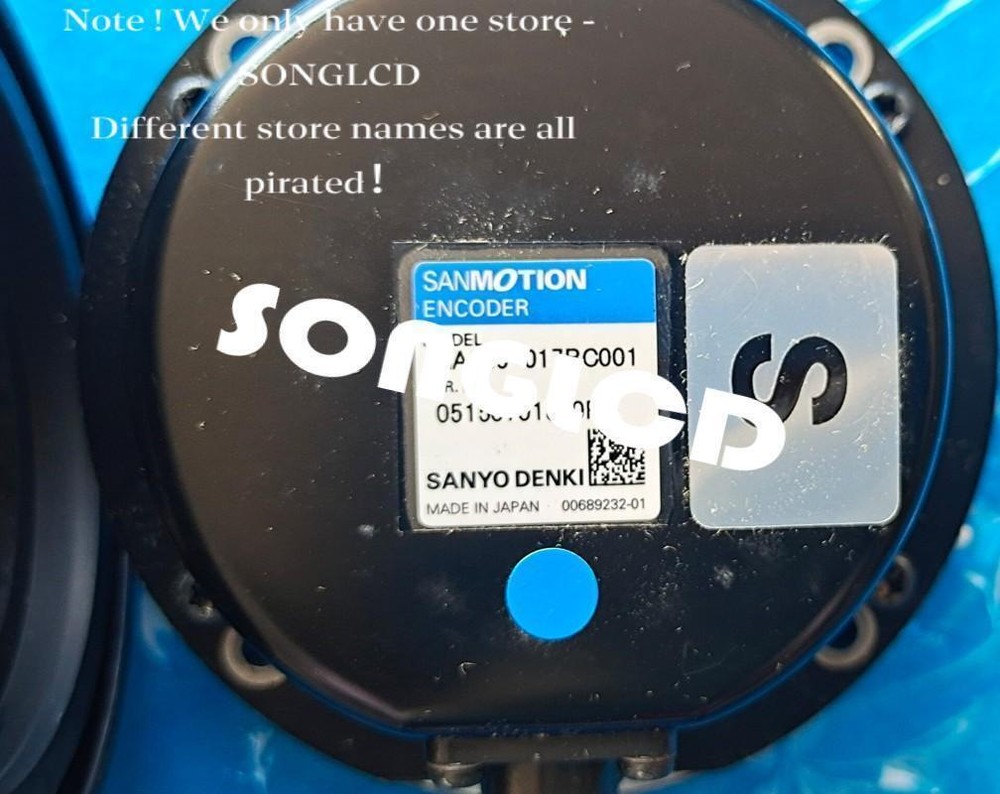 Note ! We only have one store -
SONGLCD
Different store names are all
pirated !
SANMOTION
ENCODER
SONGLCD
SANYO DENKI
MADE IN JAPAN 00689232-01
S